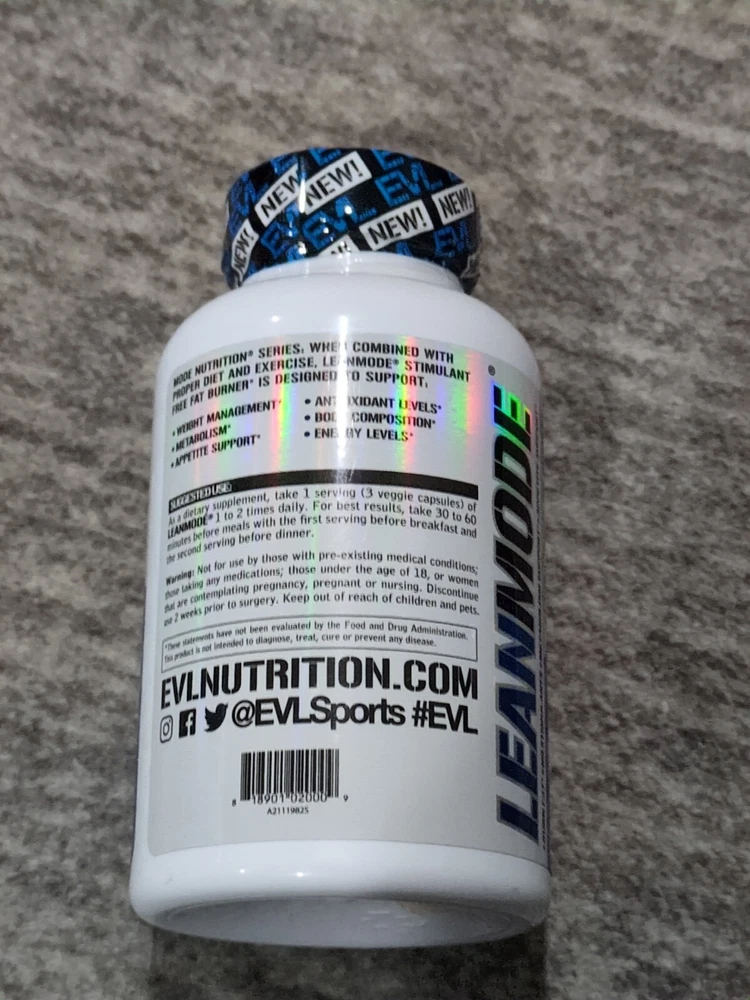 NEW!
NEW!
NEW!
NEW!
NEW!
EVL
MODE NUTRITION® SERIES: WHEN COMBINED WITH
PROPER DIET AND EXERCISE, LEANMODE® STIMULANT
FREE FAT BURNER* IS DESIGNED TO SUPPORT:
• WEIGHT MANAGEMENT*
• METABOLISM*
• APPETITE SUPPORT*
• ANTIOXIDANT LEVELS*
• BODY COMPOSITION*
• ENERGY LEVELS*
SUGGESTED USE:
As a dietary supplement, take 1 serving (3 veggie capsules) of
LEANMODE® 1 to 2 times daily. For best results, take 30 to 60
minutes before meals with the first serving before breakfast and
the second serving before dinner.
Warning: Not for use by those with pre-existing medical conditions;
those taking any medications; those under the age of 18, or women
that are contemplating pregnancy, pregnant or nursing. Discontinue
use 2 weeks prior to surgery. Keep out of reach of children and pets.
*These statements have not been evaluated by the Food and Drug Administration.
This product is not intended to diagnose, treat, cure or prevent any disease.
EVLNUTRITION.COM
@EVLSports #EVL
8 18901 02000 9
A2111982S
LEANMODE®